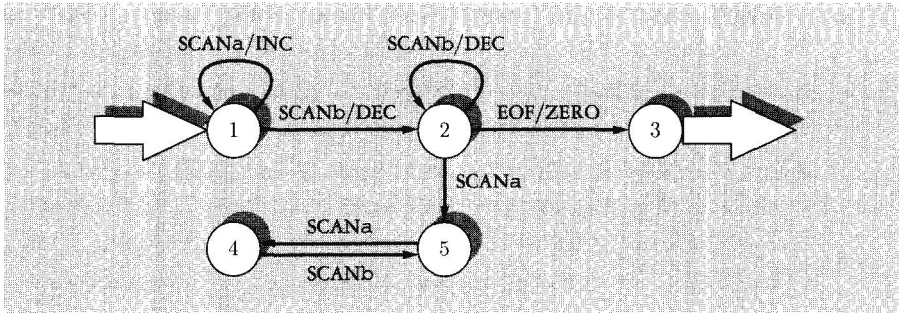 SCANa/INC
SCANb/DEC
1
SCANb/DEC
2
EOF/ZERO
3
SCANa
4
SCANa
5
SCANb